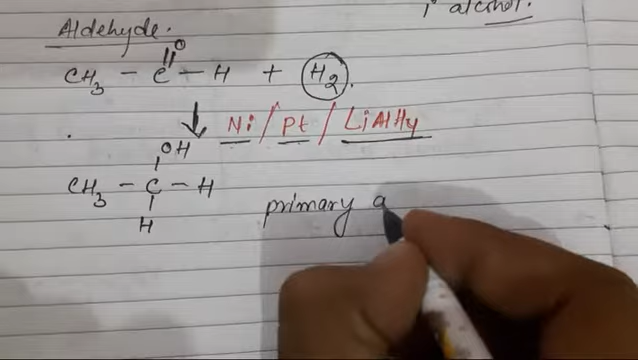 1° alcohol.
Aldehyde.
O
CH3 - C - H + H2.
Ni / Pt / LiAlH4
OH
CH3 - C - H
H
primary a